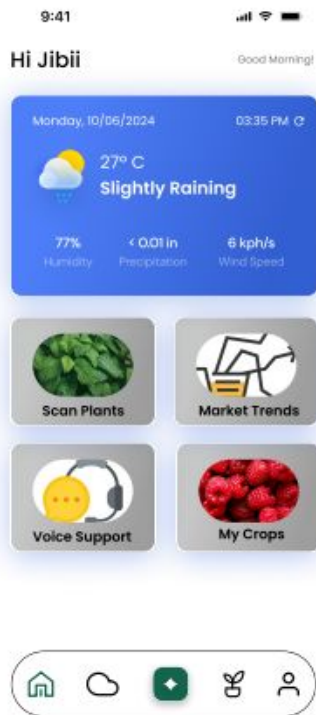 9:41
Hi Jibii
Good Morning!
Monday, 10/06/2024
03:35 PM
27° C
Slightly Raining
77%
< 0.01 in
6 kph/s
Humidity
Precipitation
Wind Speed
Scan Plants
Market Trends
Voice Support
My Crops